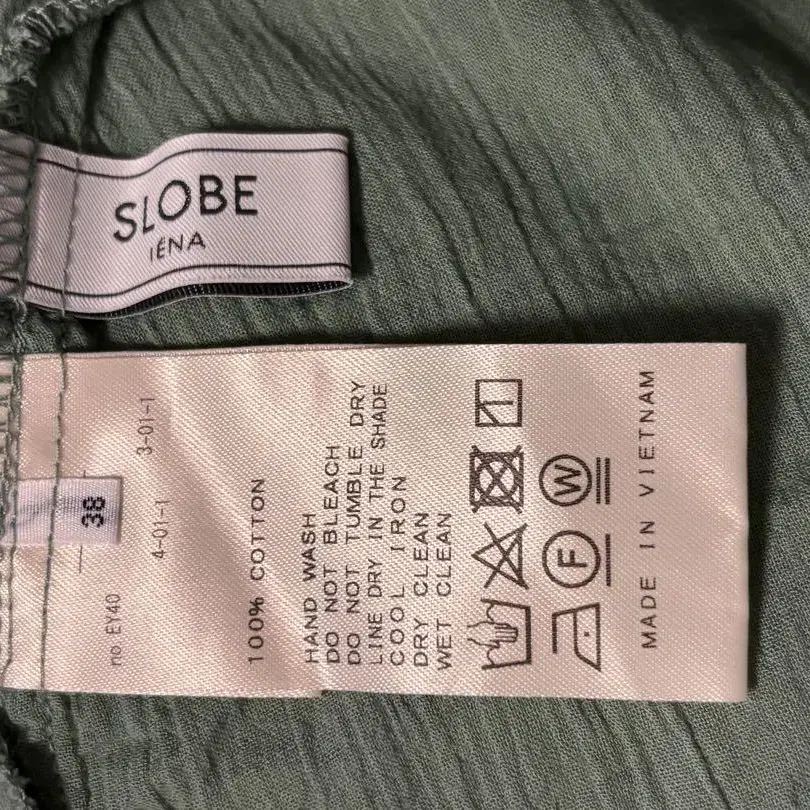 SLOBE
IÉNA
38
no EY40
4-01-1
3-01-1
100% COTTON
HAND WASH
DO NOT BLEACH
DO NOT TUMBLE DRY
LINE DRY IN THE SHADE
COOL IRON
DRY CLEAN
WET CLEAN
F
W
MADE IN VIETNAM